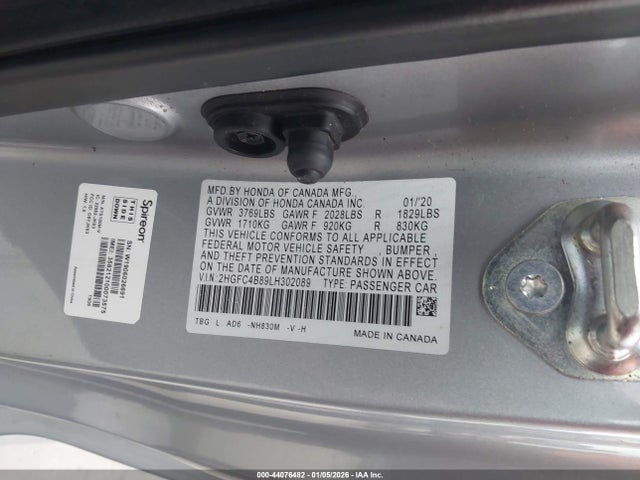 MFD.BY HONDA OF CANADA MFG.,
A DIVISION OF HONDA CANADA INC. 01/'20
GVWR 3769LBS GAWR F 2028LBS R 1829LBS
GVWR 1710KG GAWR F 920KG R 830KG
THIS VEHICLE CONFORMS TO ALL APPLICABLE
FEDERAL MOTOR VEHICLE SAFETY , BUMPER ,
AND THEFT PREVENTION STANDARDS IN EFFECT
ON THE DATE OF MANUFACTURE SHOWN ABOVE.
V.I.N: 2HGFC4B89LH302089 TYPE: PASSENGER CAR
TBG L AD6 -NH830M -V -H
MADE IN CANADA
Spireon
THIS
SIDE
DOWN
000-44076482 - 01/05/2026 - IAA Inc.